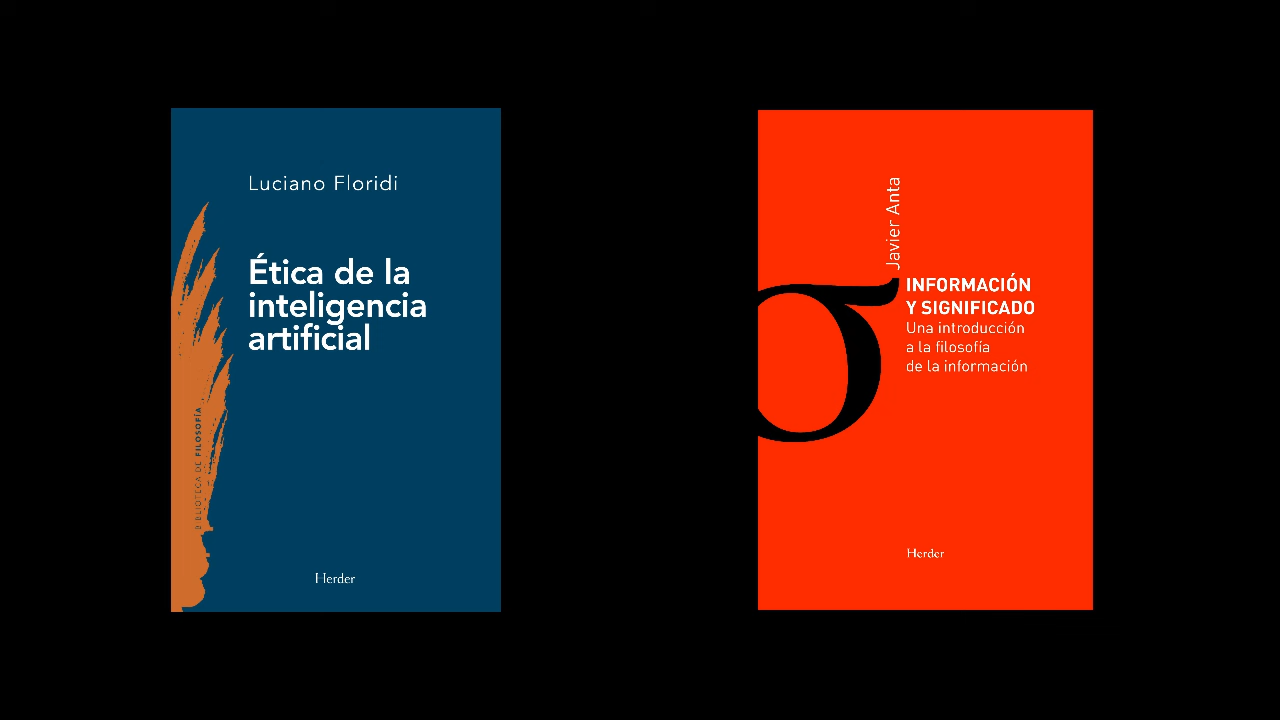 Luciano Floridi
Ética de la
inteligencia
artificial
BIBLIOTECA DE FILOSOFÍA
Herder
Javier Anta
σ
INFORMACIÓN
Y SIGNIFICADO
Una introducción
a la filosofía
de la información
Herder